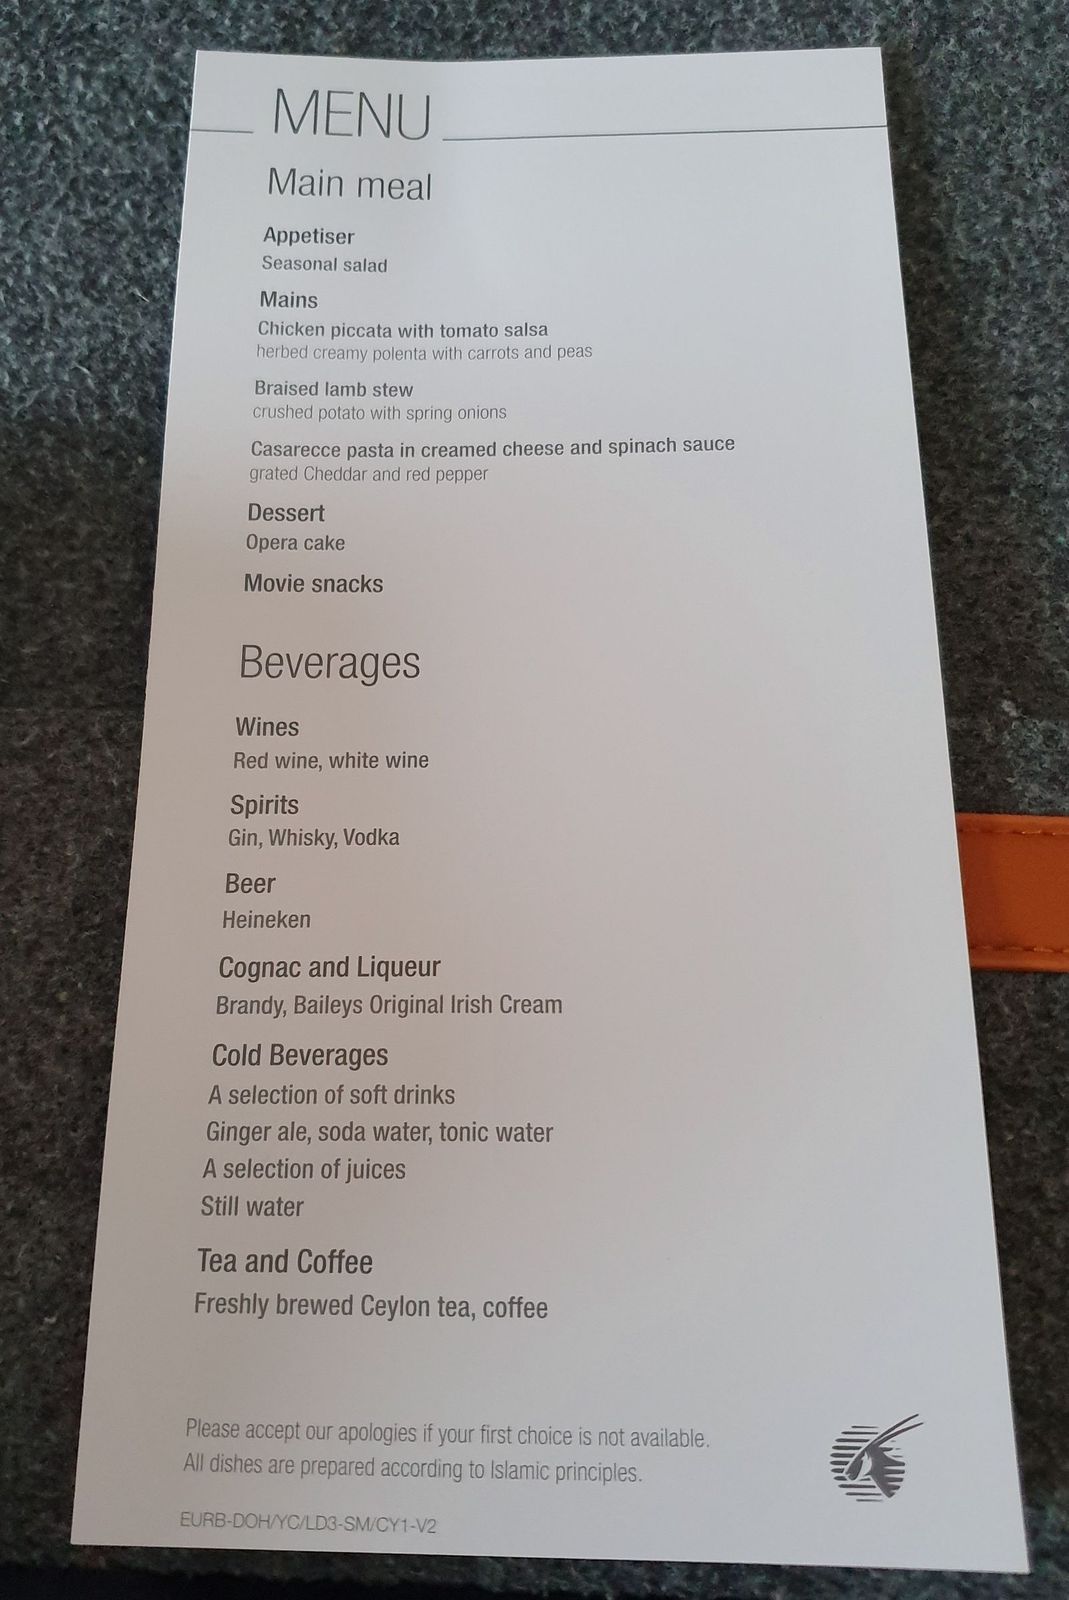 MENU
Main meal
Appetiser
Seasonal salad
Mains
Chicken piccata with tomato salsa
herbed creamy polenta with carrots and peas
Braised lamb stew
crushed potato with spring onions
Casarecce pasta in creamed cheese and spinach sauce
grated Cheddar and red pepper
Dessert
Opera cake
Movie snacks
Beverages
Wines
Red wine, white wine
Spirits
Gin, Whisky, Vodka
Beer
Heineken
Cognac and Liqueur
Brandy, Baileys Original Irish Cream
Cold Beverages
A selection of soft drinks
Ginger ale, soda water, tonic water
A selection of juices
Still water
Tea and Coffee
Freshly brewed Ceylon tea, coffee
Please accept our apologies if your first choice is not available.
All dishes are prepared according to Islamic principles.
EURB-DOH/YC/LD3-SM/CY1-V2